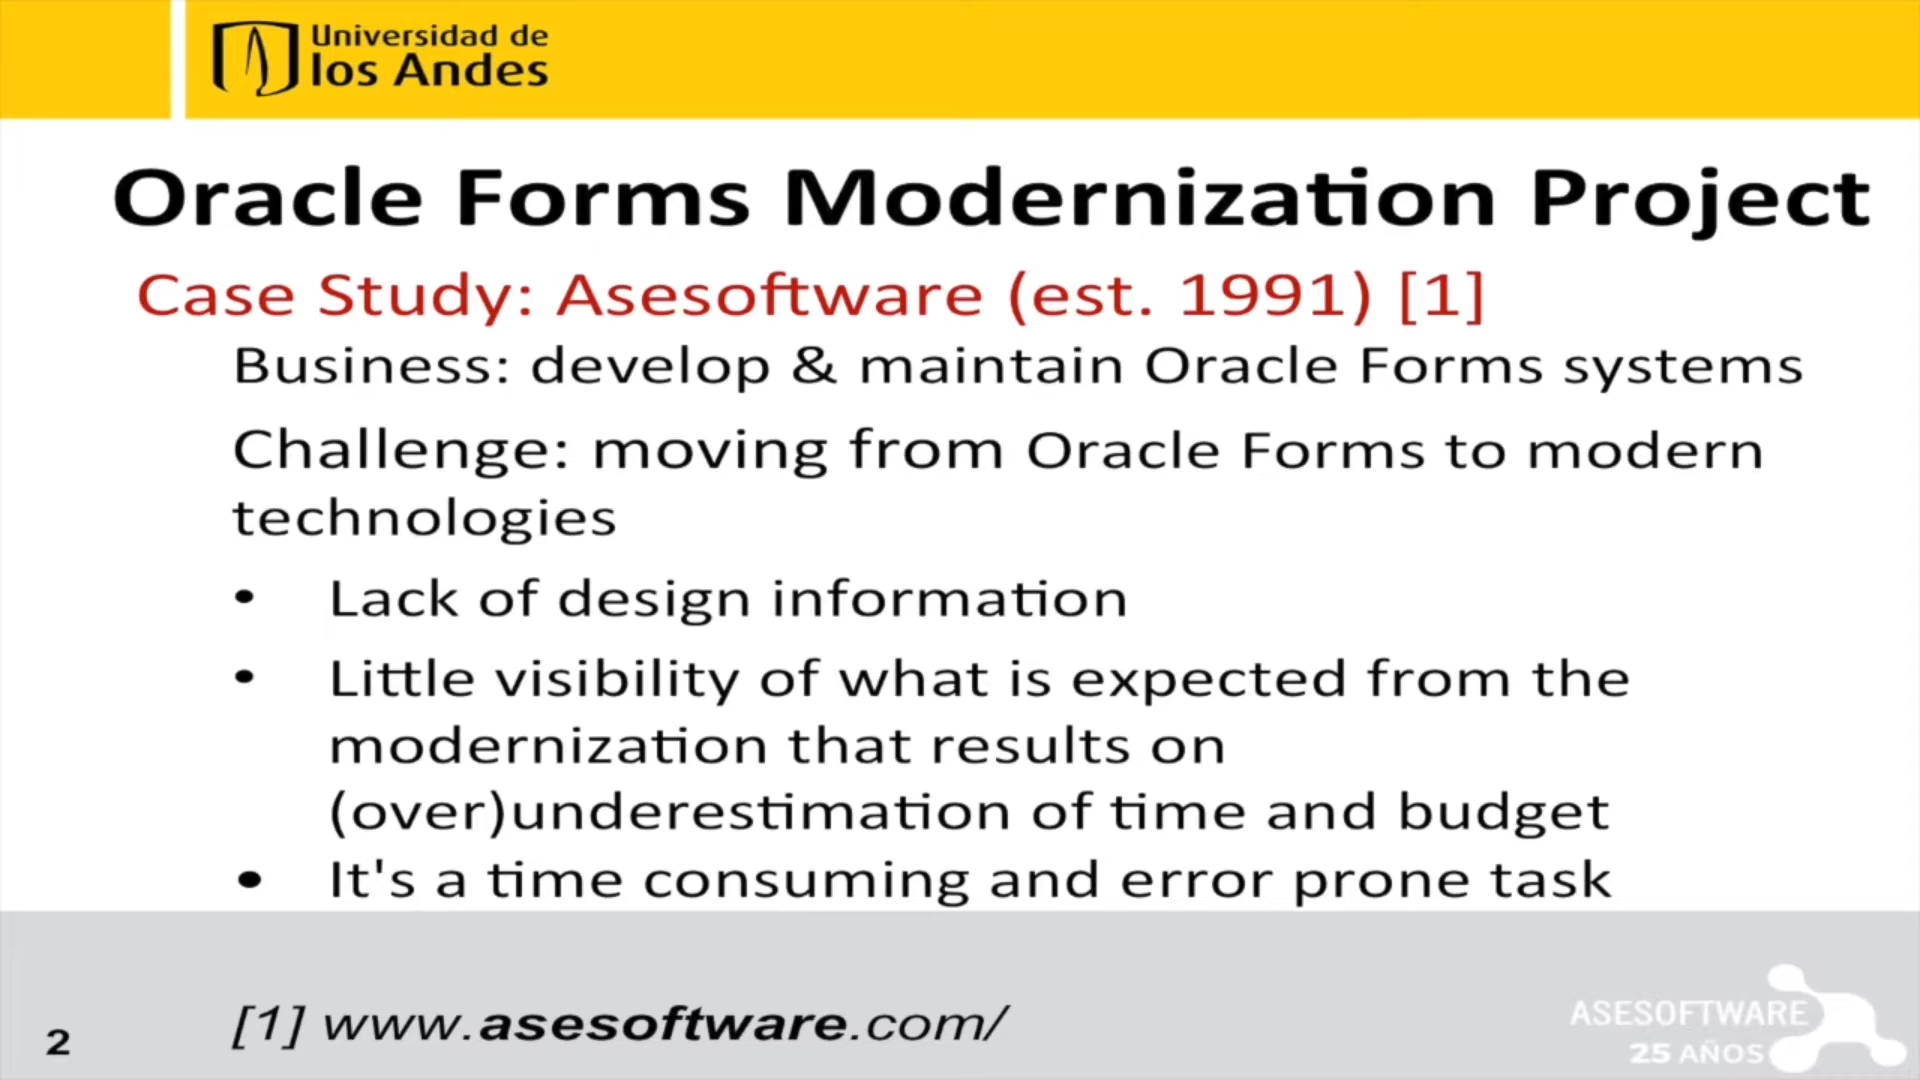 Universidad de
los Andes
Oracle Forms Modernization Project
Case Study: Asesoftware (est. 1991) [1]
Business: develop & maintain Oracle Forms systems
Challenge: moving from Oracle Forms to modern
technologies
• Lack of design information
• Little visibility of what is expected from the
modernization that results on
(over)underestimation of time and budget
• It's a time consuming and error prone task
[1] www.asesoftware.com/
2
ASESOFTWARE
25 AÑOS